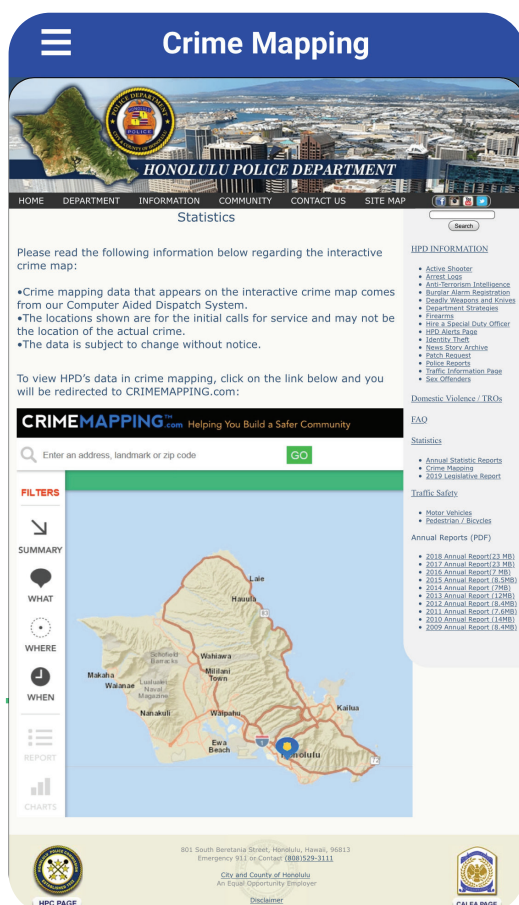 Crime Mapping
POLICE DEPARTMENT
POLICE
CITY & COUNTY OF HONOLULU
HONOLULU POLICE DEPARTMENT
HOME DEPARTMENT INFORMATION COMMUNITY CONTACT US SITE MAP
Search
Statistics
Please read the following information below regarding the interactive
crime map:
•Crime mapping data that appears on the interactive crime map comes
from our Computer Aided Dispatch System.
•The locations shown are for the initial calls for service and may not be
the location of the actual crime.
•The data is subject to change without notice.
To view HPD's data in crime mapping, click on the link below and you
will be redirected to CRIMEMAPPING.com:
CRIMEMAPPING™.com Helping You Build a Safer Community
Enter an address, landmark or zip code GO
FILTERS
SUMMARY
WHAT
WHERE
WHEN
REPORT
CHARTS
Laie
Hauula
83
Schofield
Barracks
Wahiawa
Mililani
Town
Makaha
Waianae
Lualualei
Naval
Magazine
Nanakuli
Waipahu
Kailua
Ewa
Beach
Honolulu
72
HPD INFORMATION
• Active Shooter
• Arrest Logs
• Anti-Terrorism Intelligence
• Burglar Alarm Registration
• Deadly Weapons and Knives
• Department Strategies
• Firearms
• Hire a Special Duty Officer
• HPD Alerts Page
• Identity Theft
• News Story Archive
• Patch Request
• Police Reports
• Traffic Information Page
• Sex Offenders
Domestic Violence / TROs
FAQ
Statistics
• Annual Statistic Reports
• Crime Mapping
• 2019 Legislative Report
Traffic Safety
• Motor Vehicles
• Pedestrian / Bicycles
Annual Reports (PDF)
• 2018 Annual Report(23 MB)
• 2017 Annual Report(23 MB)
• 2016 Annual Report(7 MB)
• 2015 Annual Report (8.5MB)
• 2014 Annual Report (7MB)
• 2013 Annual Report (12MB)
• 2012 Annual Report (8.4MB)
• 2011 Annual Report (7.6MB)
• 2010 Annual Report (14MB)
• 2009 Annual Report (8.4MB)
801 South Beretania Street, Honolulu, Hawaii, 96813
Emergency 911 or Contact (808)529-3111
City and County of Honolulu
An Equal Opportunity Employer
Disclaimer
HPC PAGE
CALEA PAGE